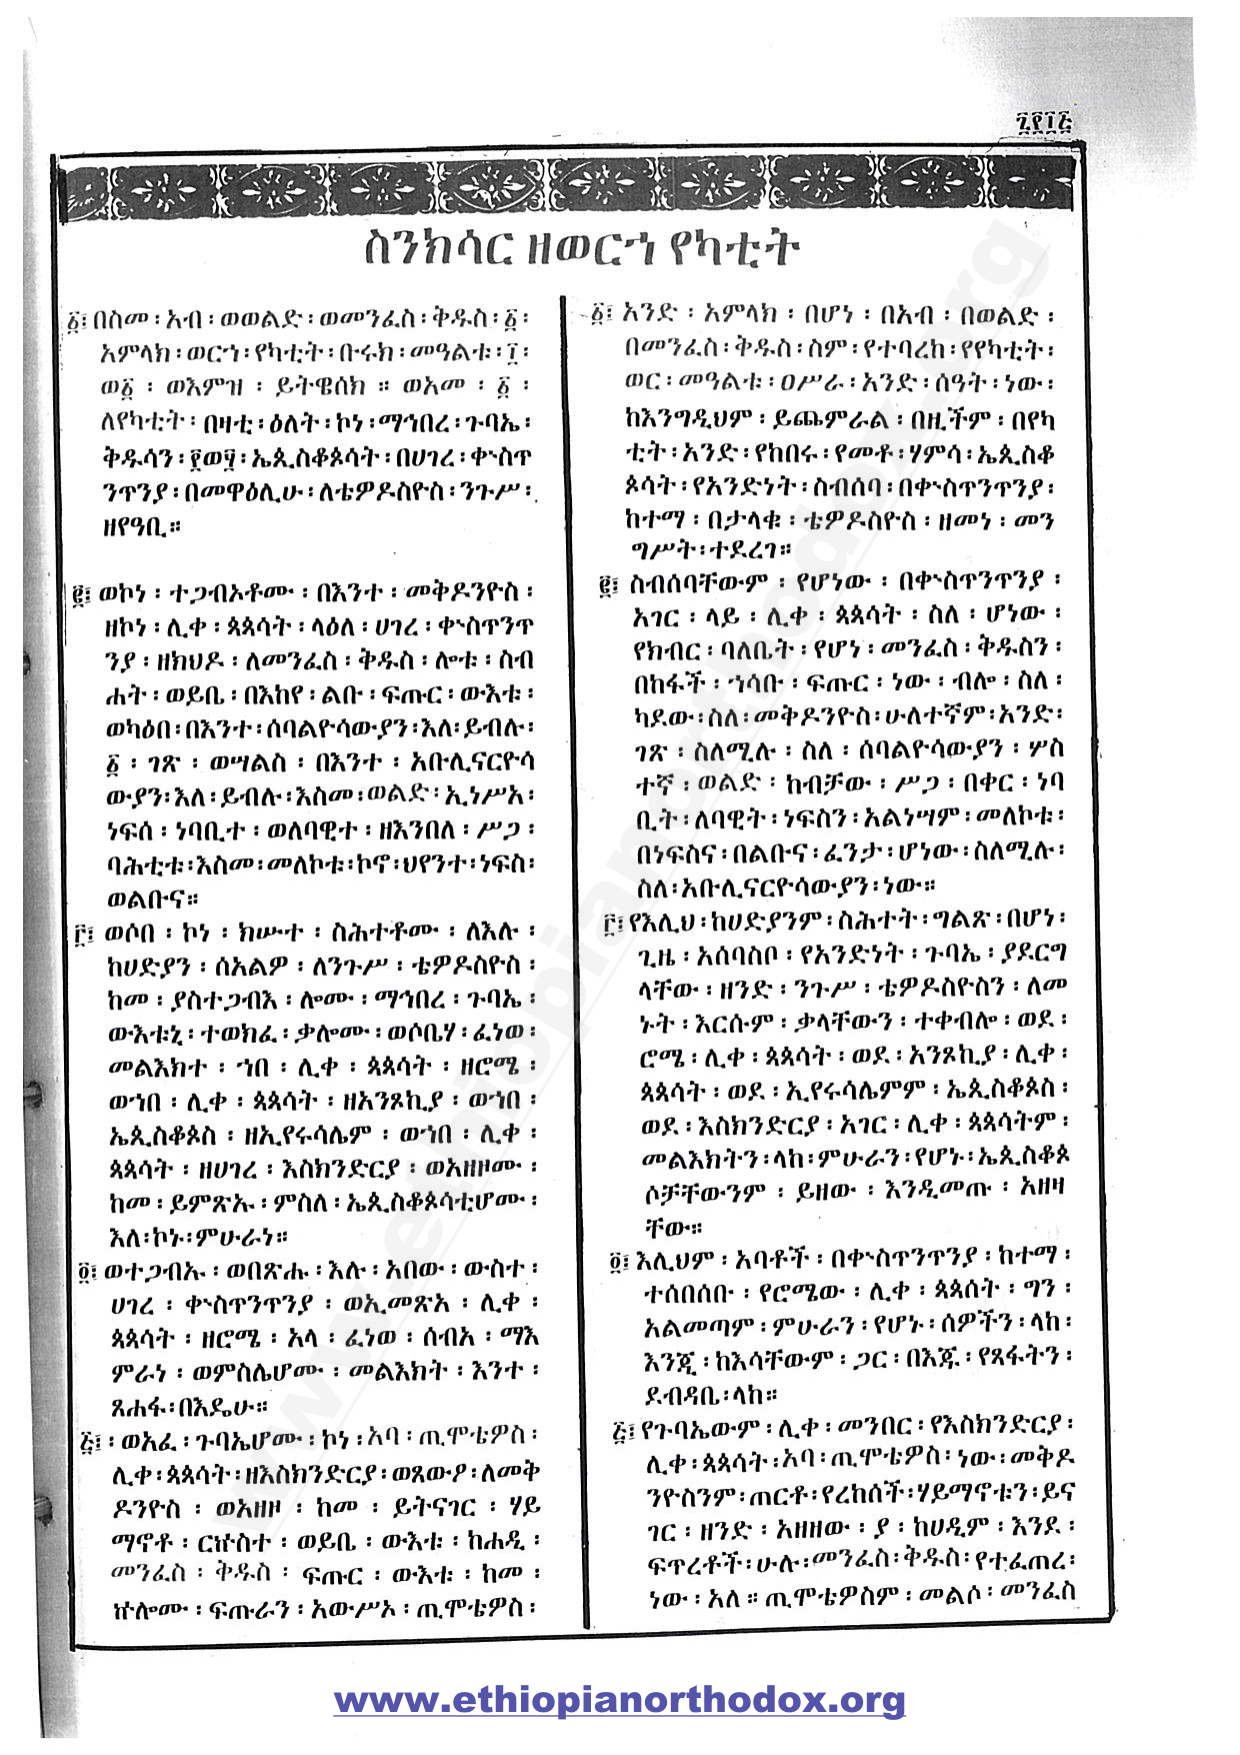 ፯፻፲፭
ስንክሳር ዘወርኀ የካቲት
፩፤ በስመ ፡ አብ ፡ ወወልድ ፡ ወመንፈስ ፡ ቅዱስ ፡ ፩ ፡
አምላክ ፡ ወርኀ ፡ የካቲት ፡ ቡሩክ ፡ መዓልቱ ፡ ፲ ፡
ወ፩ ፡ ወእምዝ ፡ ይትዌሰክ ። ወአመ ፡ ፩ ፡
ለየካቲት ፡ በዛቲ ፡ ዕለት ፡ ኮነ ፡ ማኅበረ ፡ ጉባኤ ፡
ቅዱሳን ፡ ፻ወ፶ ፡ ኤጲስቆጶሳት ፡ በሀገረ ፡ ቍስጥ
ንጥንያ ፡ በመዋዕሊሁ ፡ ለቴዎዶስዮስ ፡ ንጉሥ ፡
ዘየዓቢ ።
፪፤ ወኮነ ፡ ተጋብኦቶሙ ፡ በእንተ ፡ መቅዶንዮስ ፡
ዘኮነ ፡ ሊቀ ፡ ጳጳሳት ፡ ላዕለ ፡ ሀገረ ፡ ቍስጥንጥ
ንያ ፡ ዘክህዶ ፡ ለመንፈስ ፡ ቅዱስ ፡ ሎቱ ፡ ስብ
ሐት ፡ ወይቤ ፡ በእከየ ፡ ልቡ ፡ ፍጡር ፡ ውእቱ ፡
ወካዕበ ፡ በእንተ ፡ ሰባልዮሳውያን ፡ እለ ፡ ይብሉ ፡
፩ ፡ ገጽ ፡ ወሣልስ ፡ በእንተ ፡ አቡሊናርዮሳ
ውያን ፡ እለ ፡ ይብሉ ፡ እስመ ፡ ወልድ ፡ ኢነሥአ ፡
ነፍሰ ፡ ነባቢተ ፡ ወለባዊተ ፡ ዘእንበለ ፡ ሥጋ ፡
ባሕቲቱ ፡ እስመ ፡ መለኮቱ ፡ ኮኖ ፡ ህየንተ ፡ ነፍስ
ወልቡና ።
፫፤ ወሶበ ፡ ኮነ ፡ ክሡተ ፡ ስሕተቶሙ ፡ ለእሉ ፡
ከሀድያን ፡ ሰአልዎ ፡ ለንጉሥ ፡ ቴዎዶስዮስ ፡
ከመ ፡ ያስተጋብእ ፡ ሎሙ ፡ ማኅበረ ፡ ጉባኤ ፡
ውእቱኒ ፡ ተወክፈ ፡ ቃሎሙ ፡ ወሶቤሃ ፡ ፈነወ ፡
መልእክተ ፡ ኀበ ፡ ሊቀ ፡ ጳጳሳት ፡ ዘሮሜ ፡
ወኀበ ፡ ሊቀ ፡ ጳጳሳት ፡ ዘአንጾኪያ ፡ ወኀበ ፡
ኤጲስቆጶስ ፡ ዘኢየሩሳሌም ፡ ወኀበ ፡ ሊቀ ፡
ጳጳሳት ፡ ዘሀገረ ፡ እስክንድርያ ፡ ወአዘዞሙ ፡
ከመ ፡ ይምጽኡ ፡ ምስለ ፡ ኤጲስቆጶሳቲሆሙ ፡
እለ ፡ ኮኑ ፡ ምሁራነ ።
፬፤ ወተጋብኡ ፡ ወበጽሑ ፡ እሉ ፡ አበው ፡ ውስተ ፡
ሀገረ ፡ ቍስጥንጥንያ ፡ ወኢመጽአ ፡ ሊቀ ፡
ጳጳሳት ፡ ዘሮሜ ፡ አላ ፡ ፈነወ ፡ ሰብአ ፡ ማእ
ምራነ ፡ ወምስሌሆሙ ፡ መልእክት ፡ እንተ ፡
ጸሐፋ ፡ በእዴሁ ።
፭፤ ፡ ወአፈ ፡ ጉባኤሆሙ ፡ ኮነ ፡ አባ ፡ ጢሞቴዎስ ፡
ሊቀ ፡ ጳጳሳት ፡ ዘእስክንድርያ ፡ ወጸውዖ ፡ ለመቅ
ዶንዮስ ፡ ወአዘዞ ፡ ከመ ፡ ይትናገር ፡ ሃይ
ማኖቶ ፡ ርኵስተ ፡ ወይቤ ፡ ውእቱ ፡ ከሐዲ ፡
መንፈስ ፡ ቅዱስ ፡ ፍጡር ፡ ውእቱ ፡ ከመ ፡
ኵሎሙ ፡ ፍጡራን ፡ አውሥኦ ፡ ጢሞቴዎስ ፡
፩፤ አንድ ፡ አምላክ ፡ በሆነ ፡ በአብ ፡ በወልድ ፡
በመንፈስ ፡ ቅዱስ ፡ ስም ፡ የተባረከ ፡ የየካቲት ፡
ወር ፡ መዓልቱ ፡ ዐሥራ ፡ አንድ ፡ ሰዓት ፡ ነው ፡
ከእንግዲህም ፡ ይጨምራል ፡ በዚችም ፡ በየካ
ቲት ፡ አንድ ፡ የከበሩ ፡ የመቶ ፡ ሃምሳ ፡ ኤጲስቆ
ጶሳት ፡ የአንድነት ፡ ስብሰባ ፡ በቍስጥንጥንያ ፡
ከተማ ፡ በታላቁ ፡ ቴዎዶስዮስ ፡ ዘመነ ፡ መን
ግሥት ፡ ተደረገ ።
፪፤ ስብሰባቸውም ፡ የሆነው ፡ በቍስጥንጥንያ ፡
አገር ፡ ላይ ፡ ሊቀ ፡ ጳጳሳት ፡ ስለ ፡ ሆነው ፡
የክብር ፡ ባለቤት ፡ የሆነ ፡ መንፈስ ፡ ቅዱስን ፡
በከፋች ፡ ኀሳቡ ፡ ፍጡር ፡ ነው ፡ ብሎ ፡ ስለ ፡
ካደው ፡ ስለ ፡ መቅዶንዮስ ፡ ሁለተኛም ፡ አንድ ፡
ገጽ ፡ ስለሚሉ ፡ ስለ ፡ ሰባልዮሳውያን ፡ ሦስ
ተኛ ፡ ወልድ ፡ ከብቻው ፡ ሥጋ ፡ በቀር ፡ ነባ
ቢት ፡ ለባዊት ፡ ነፍስን ፡ አልነሣም ፡ መለኮቱ ፡
በነፍስና ፡ በልቡና ፡ ፈንታ ፡ ሆነው ፡ ስለሚሉ ፡
ስለ ፡ አቡሊናርዮሳውያን ፡ ነው ።
፫፤ የእሊህ ፡ ከሀድያንም ፡ ስሕተት ፡ ግልጽ ፡ በሆነ ፡
ጊዜ ፡ አሰባስቦ ፡ የአንድነት ፡ ጉባኤ ፡ ያደርግ
ላቸው ፡ ዘንድ ፡ ንጉሥ ፡ ቴዎዶስዮስን ፡ ለመ
ኑት ፡ እርሱም ፡ ቃላቸውን ፡ ተቀብሎ ፡ ወደ ፡
ሮሜ ፡ ሊቀ ፡ ጳጳሳት ፡ ወደ ፡ አንጾኪያ ፡ ሊቀ ፡
ጳጳሳት ፡ ወደ ፡ ኢየሩሳሌምም ፡ ኤጲስቆጶስ ፡
ወደ ፡ እስክንድርያ ፡ አገር ፡ ሊቀ ፡ ጳጳሳትም ፡
መልእክትን ፡ ላከ ፡ ምሁራን ፡ የሆኑ ፡ ኤጲስቆጶ
ሶቻቸውንም ፡ ይዘው ፡ እንዲመጡ ፡ አዘዛ
ቸው ።
፬፤ እሊህም ፡ አባቶች ፡ በቍስጥንጥንያ ፡ ከተማ ፡
ተሰበሰቡ ፡ የሮሜው ፡ ሊቀ ፡ ጳጳሰት ፡ ግን ፡
አልመጣም ፡ ምሁራን ፡ የሆኑ ፡ ሰዎችን ፡ ላከ ፡
እንጂ ፡ ከእሳቸውም ፡ ጋር ፡ በእጁ ፡ የጻፋትን ፡
ደብዳቤ ፡ ላከ ።
፭፤ የጉባኤውም ፡ ሊቀ ፡ መንበር ፡ የእስክንድርያ ፡
ሊቀ ፡ ጳጳሳት ፡ አባ ፡ ጢሞቴዎስ ፡ ነው ፡ መቅዶ
ንዮስንም ፡ ጠርቶ ፡ የረከሰች ፡ ሃይማኖቱን ፡ ይና
ገር ፡ ዘንድ ፡ አዘዘው ፡ ያ ፡ ከሀዲም ፡ እንደ ፡
ፍጥረቶች ፡ ሁሉ ፡ መንፈስ ፡ ቅዱስ ፡ የተፈጠረ ፡
ነው ፡ አለ ። ጢሞቴዎስም ፡ መልሶ ፡ መንፈስ
www.ethiopianorthodox.org
www.ethiopianorthodox.org